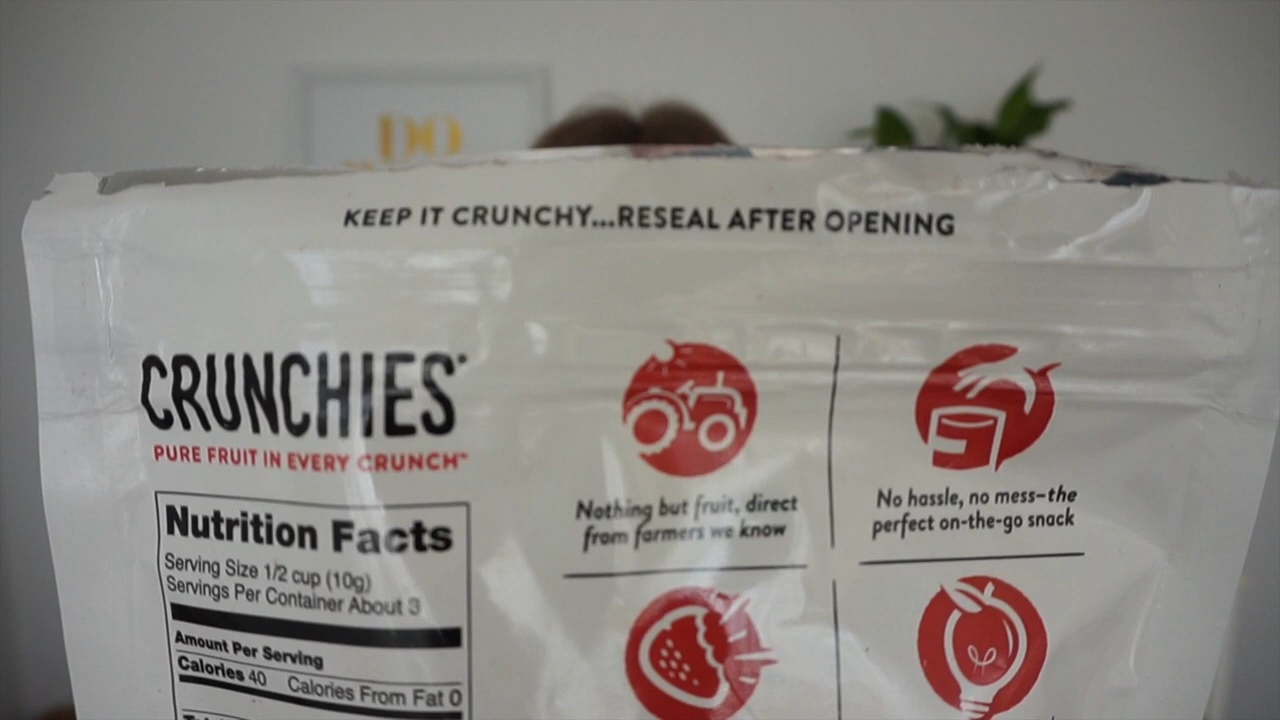 DO
KEEP IT CRUNCHY...RESEAL AFTER OPENING
CRUNCHIES
PURE FRUIT IN EVERY CRUNCH™
Nutrition Facts
Serving Size 1/2 cup (10g)
Servings Per Container About 3
Amount Per Serving
Calories 40 Calories From Fat 0
Nothing but fruit, direct
from farmers we know
No hassle, no mess–the
perfect on-the-go snack